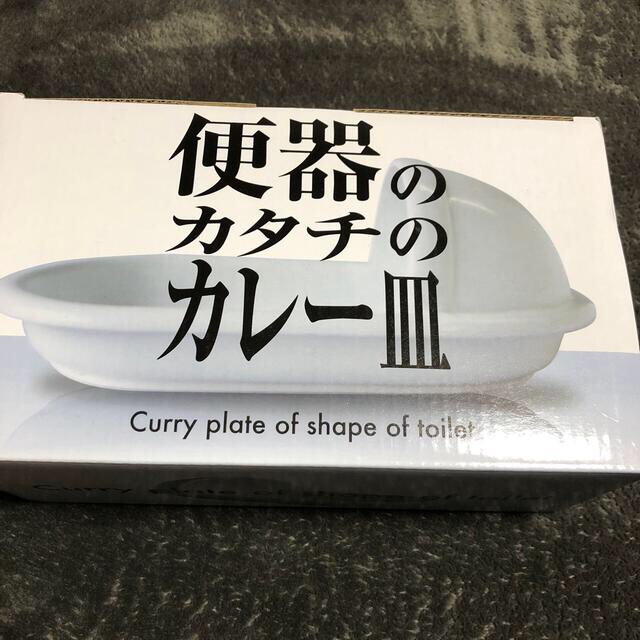 便器の
カタチの
カレー皿
Curry plate of shape of toilet